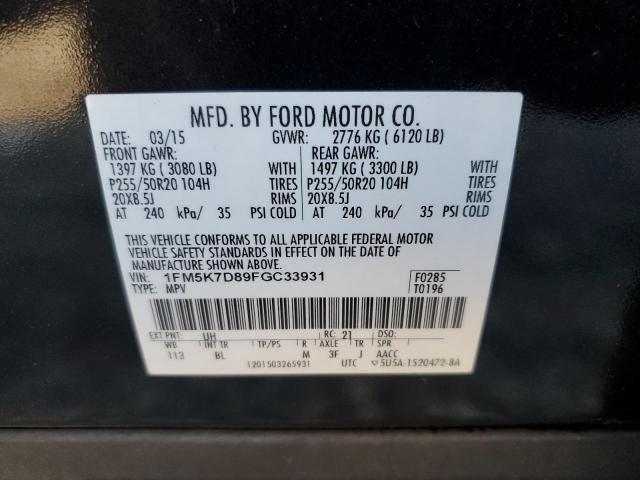 MFD. BY FORD MOTOR CO.
DATE: 03/15 GVWR: 2776 KG ( 6120 LB)
FRONT GAWR: REAR GAWR:
1397 KG ( 3080 LB) WITH 1497 KG ( 3300 LB) WITH
P255/50R20 104H TIRES P255/50R20 104H TIRES
20X8.5J RIMS 20X8.5J RIMS
AT 240 kPa/ 35 PSI COLD AT 240 kPa/ 35 PSI COLD
THIS VEHICLE CONFORMS TO ALL APPLICABLE FEDERAL MOTOR
VEHICLE SAFETY STANDARDS IN EFFECT ON THE DATE OF
MANUFACTURE SHOWN ABOVE.
VIN: 1FM5K7D89FGC33931 F0285
TYPE: MPV T0196
EXT PNT: UH RC: 21 DSO:
WB INT TR TP/PS R AXLE TR SPR
113 BL M 3F J AACC
1201503265931 UTC 5U5A-1520472-BA